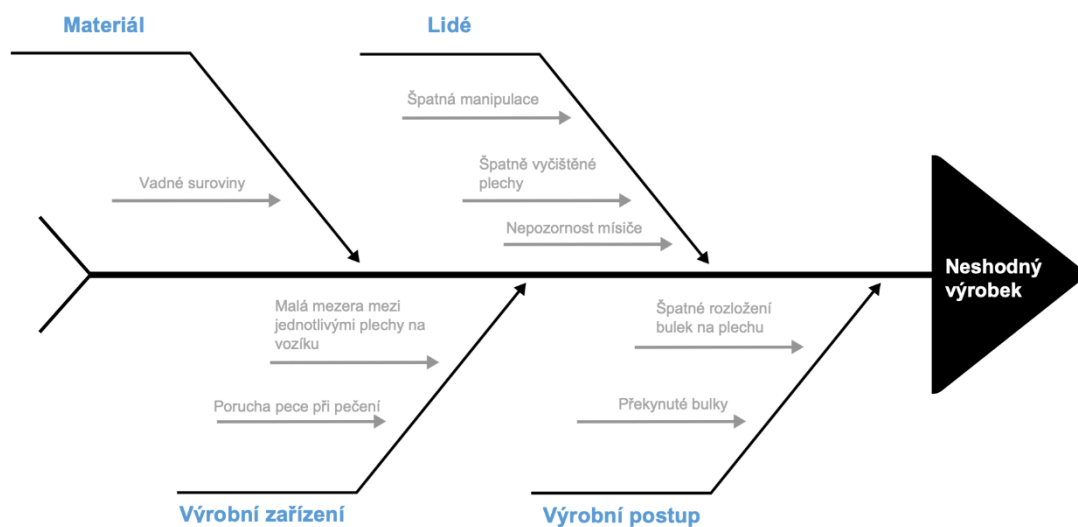 Materiál
Lidé
Špatná manipulace
Vadné suroviny
Špatně vyčištěné
plechy
Nepozornost mísiče
Neshodný
výrobek
Malá mezera mezi
jednotlivými plechy na
vozíku
Špatné rozložení
bulek na plechu
Porucha pece při pečení
Překynuté bulky
Výrobní zařízení
Výrobní postup